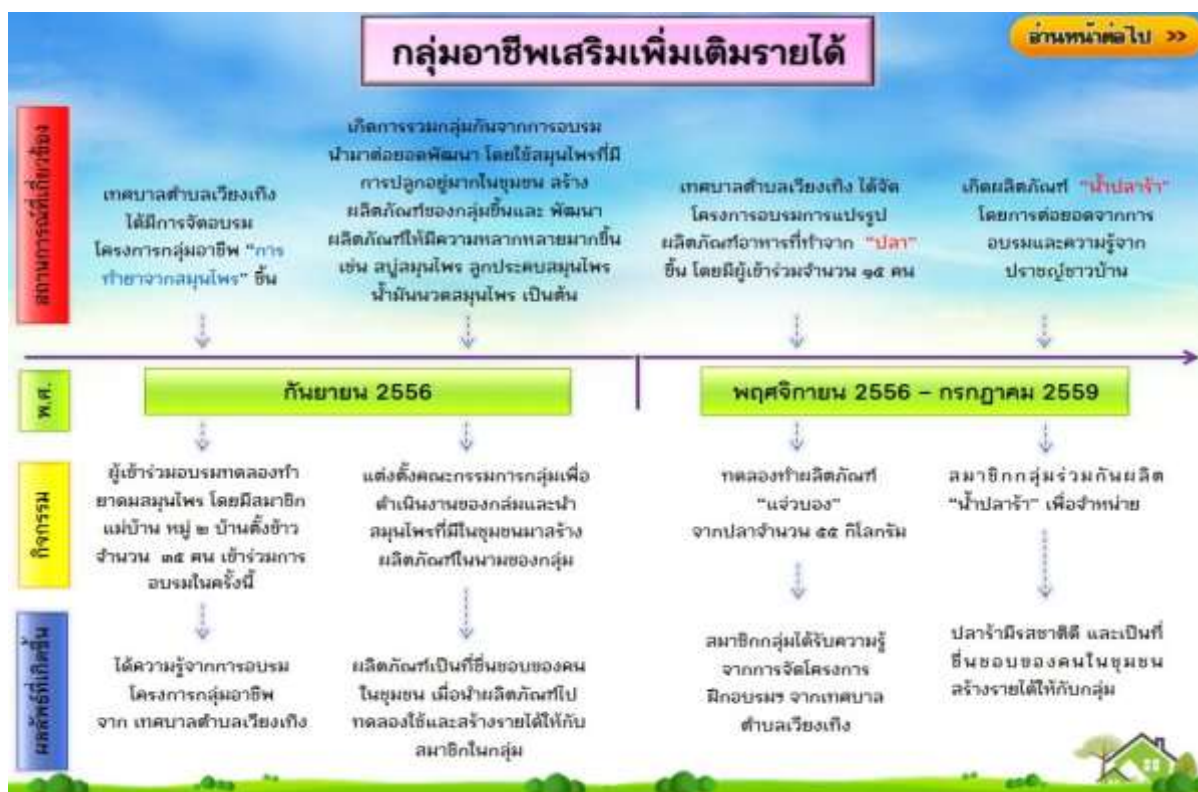 กลุ่มอาชีพเสริมเพิ่มเติมรายได้
อ่านหน้าต่อไป >>
สถานการณ์ที่เกี่ยวข้อง
เทศบาลตำบลเวียงเทิง
ได้มีการจัดอบรม
โครงการกลุ่มอาชีพ “การ
ทำยาจากสมุนไพร” ขึ้น
เกิดการรวมกลุ่มกันจากการอบรม
นำมาต่อยอดพัฒนา โดยใช้สมุนไพรที่มี
การปลูกอยู่มากในชุมชน สร้าง
ผลิตภัณฑ์ของกลุ่มขึ้นและ พัฒนา
ผลิตภัณฑ์ให้มีความหลากหลายมากขึ้น
เช่น สบู่สมุนไพร ลูกประคบสมุนไพร
น้ำมันนวดสมุนไพร เป็นต้น
เทศบาลตำบลเวียงเทิง ได้จัด
โครงการอบรมการแปรรูป
ผลิตภัณฑ์อาหารที่ทำจาก “ปลา”
ขึ้น โดยมีผู้เข้าร่วมจำนวน ๑๕ คน
เกิดผลิตภัณฑ์ “น้ำปลาร้า”
โดยการต่อยอดจากการ
อบรมและความรู้จาก
ปราชญ์ชาวบ้าน
พ.ศ.
กันยายน 2556
พฤศจิกายน 2556 – กรกฎาคม 2559
กิจกรรม
ผู้เข้าร่วมอบรมทดลองทำ
ยาดมสมุนไพร โดยมีสมาชิก
แม่บ้าน หมู่ ๒ บ้านตั้งข้าว
จำนวน ๓๕ คน เข้าร่วมการ
อบรมในครั้งนี้
แต่งตั้งคณะกรรมการกลุ่มเพื่อ
ดำเนินงานของกลุ่มและนำ
สมุนไพรที่มีในชุมชนมาสร้าง
ผลิตภัณฑ์ในนามของกลุ่ม
ทดลองทำผลิตภัณฑ์
“แจ่วบอง”
จากปลาจำนวน ๕๕ กิโลกรัม
สมาชิกกลุ่มร่วมกันผลิต
“น้ำปลาร้า” เพื่อจำหน่าย
ผลลัพธ์ที่เกิดขึ้น
ได้ความรู้จากการอบรม
โครงการกลุ่มอาชีพ
จาก เทศบาลตำบลเวียงเทิง
ผลิตภัณฑ์เป็นที่ชื่นชอบของคน
ในชุมชน เมื่อนำผลิตภัณฑ์ไป
ทดลองใช้และสร้างรายได้ให้กับ
สมาชิกในกลุ่ม
สมาชิกกลุ่มได้รับความรู้
จากการจัดโครงการ
ฝึกอบรมฯ จากเทศบาล
ตำบลเวียงเทิง
ปลาร้ามีรสชาติดี และเป็นที่
ชื่นชอบของคนในชุมชน
สร้างรายได้ให้กับกลุ่ม